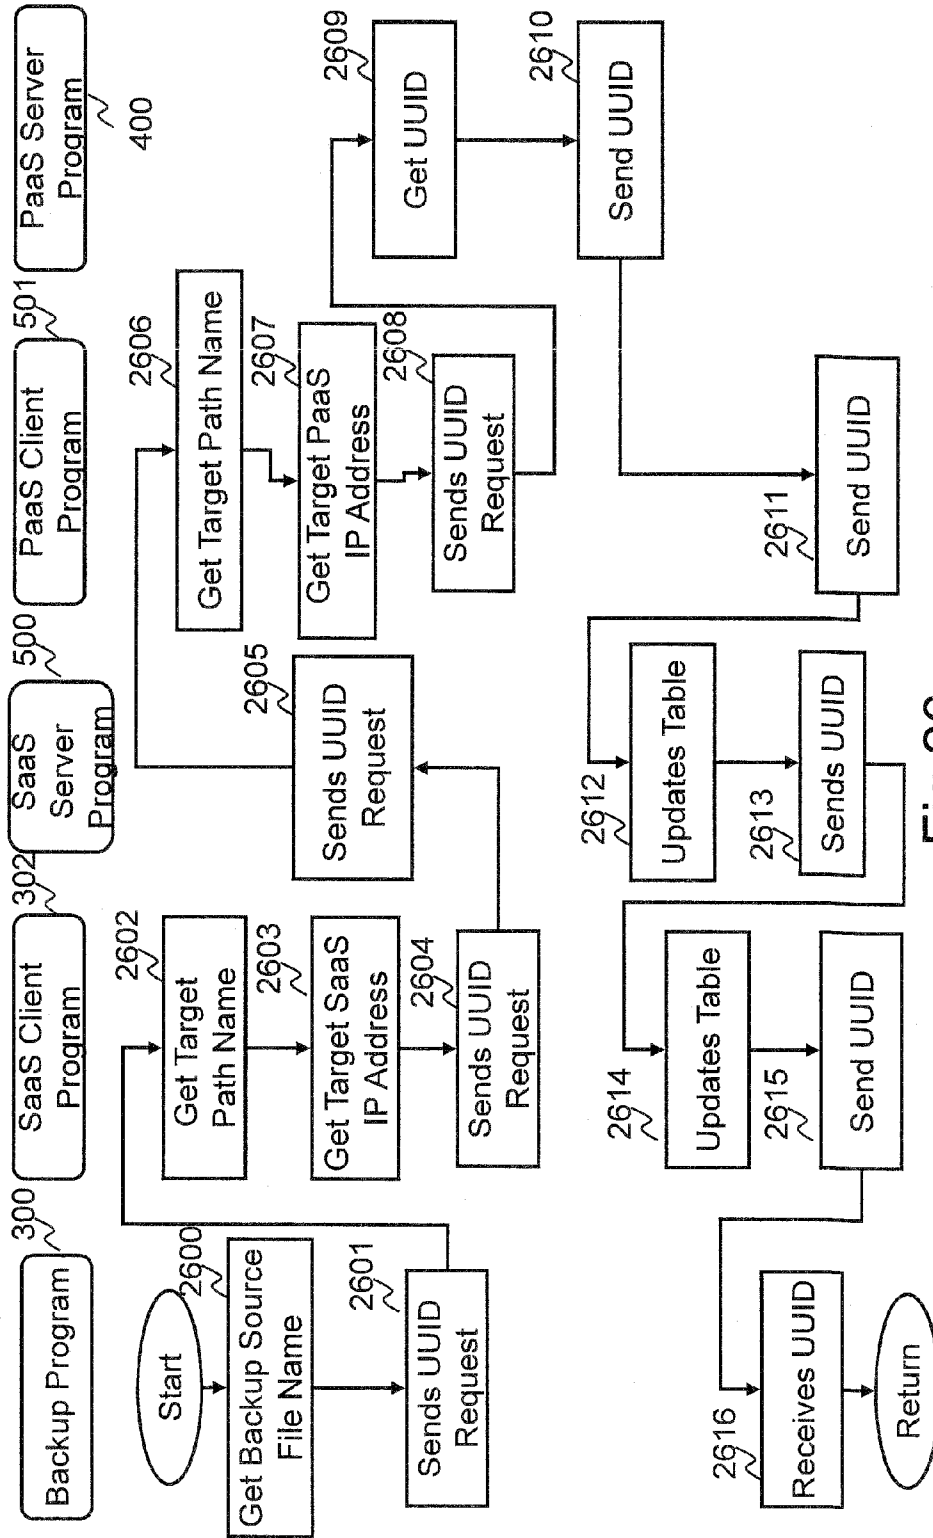 Backup Program
300
SaaS Client
Program
302
SaaS
Server
Program
500
PaaS Client
Program
501
PaaS Server
Program
400
Start
2600
Get Backup Source
File Name
2601
Sends UUID
Request
2602
Get Target
Path Name
2603
Get Target SaaS
IP Address
2604
Sends UUID
Request
2605
Sends UUID
Request
2606
Get Target Path Name
2607
Get Target PaaS
IP Address
2608
Sends UUID
Request
2609
Get UUID
2610
Send UUID
2611
Send UUID
2612
Updates Table
2613
Sends UUID
2614
Updates Table
2615
Send UUID
2616
Receives UUID
Return